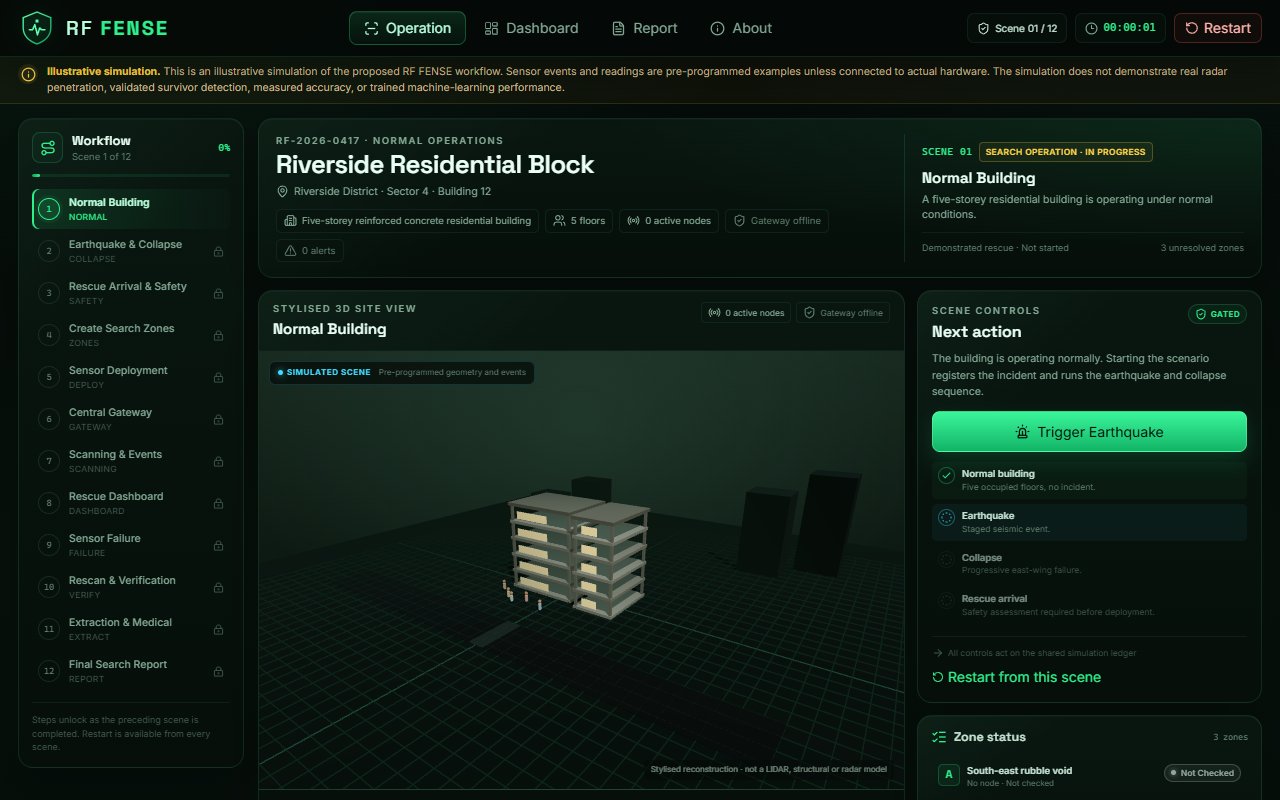 RF FENSE
Operation
Dashboard
Report
About
Scene 01 / 12
00:00:01
Restart
Illustrative simulation. This is an illustrative simulation of the proposed RF FENSE workflow. Sensor events and readings are pre-programmed examples unless connected to actual hardware. The simulation does not demonstrate real radar
penetration, validated survivor detection, measured accuracy, or trained machine-learning performance.
Workflow
Scene 1 of 12
0%
1
Normal Building
NORMAL
2
Earthquake & Collapse
COLLAPSE
3
Rescue Arrival & Safety
SAFETY
4
Create Search Zones
ZONES
5
Sensor Deployment
DEPLOY
6
Central Gateway
GATEWAY
7
Scanning & Events
SCANNING
8
Rescue Dashboard
DASHBOARD
9
Sensor Failure
FAILURE
10
Rescan & Verification
VERIFY
11
Extraction & Medical
EXTRACT
12
Final Search Report
REPORT
Steps unlock as the preceding scene is
completed. Restart is available from every
scene.
RF-2026-0417 · NORMAL OPERATIONS
Riverside Residential Block
Riverside District · Sector 4 · Building 12
Five-storey reinforced concrete residential building
5 floors
0 active nodes
Gateway offline
0 alerts
SCENE 01
SEARCH OPERATION · IN PROGRESS
Normal Building
A five-storey residential building is operating under normal
conditions.
Demonstrated rescue · Not started
3 unresolved zones
STYLISED 3D SITE VIEW
Normal Building
0 active nodes
Gateway offline
SIMULATED SCENE
Pre-programmed geometry and events
Stylised reconstruction · not a LIDAR, structural or radar model
SCENE CONTROLS
Next action
GATED
The building is operating normally. Starting the scenario
registers the incident and runs the earthquake and collapse
sequence.
Trigger Earthquake
Normal building
Five occupied floors, no incident.
Earthquake
Staged seismic event.
Collapse
Progressive east-wing failure.
Rescue arrival
Safety assessment required before deployment.
All controls act on the shared simulation ledger
Restart from this scene
Zone status
3 zones
A
South-east rubble void
No node · Not checked
Not Checked